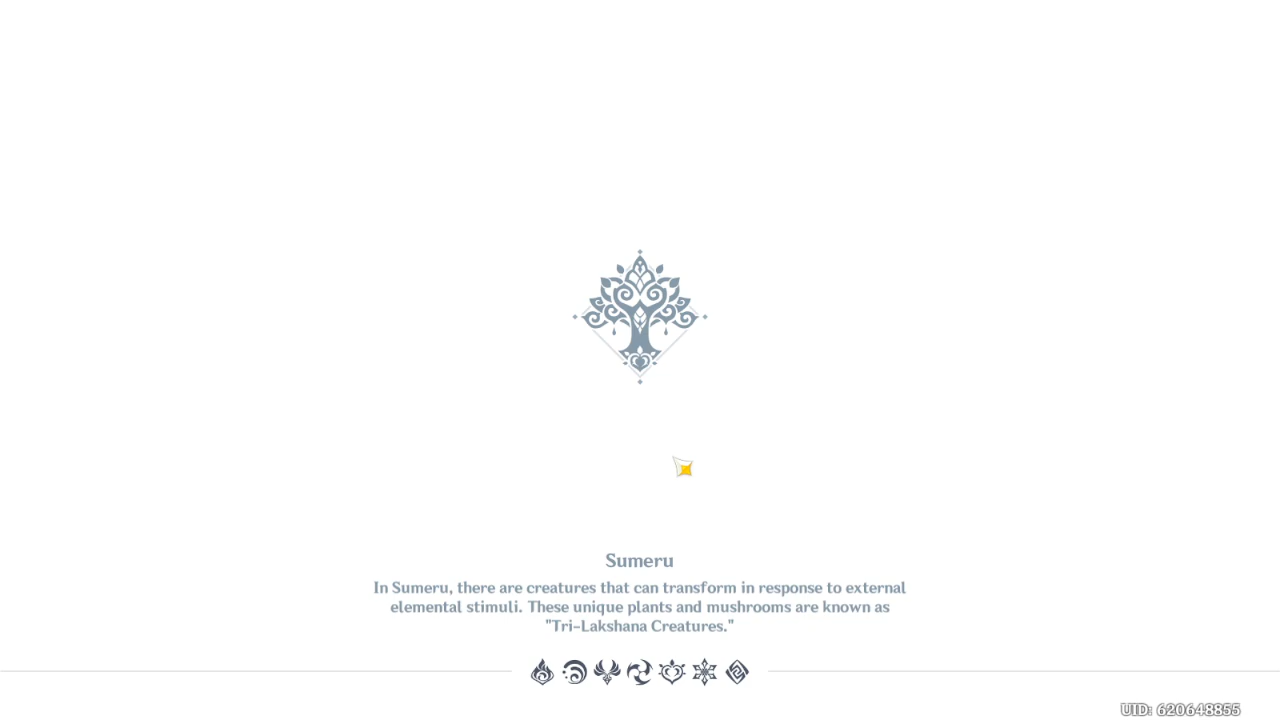 Sumeru
In Sumeru, there are creatures that can transform in response to external
elemental stimuli. These unique plants and mushrooms are known as
"Tri-Lakshana Creatures."
UID: 620648855